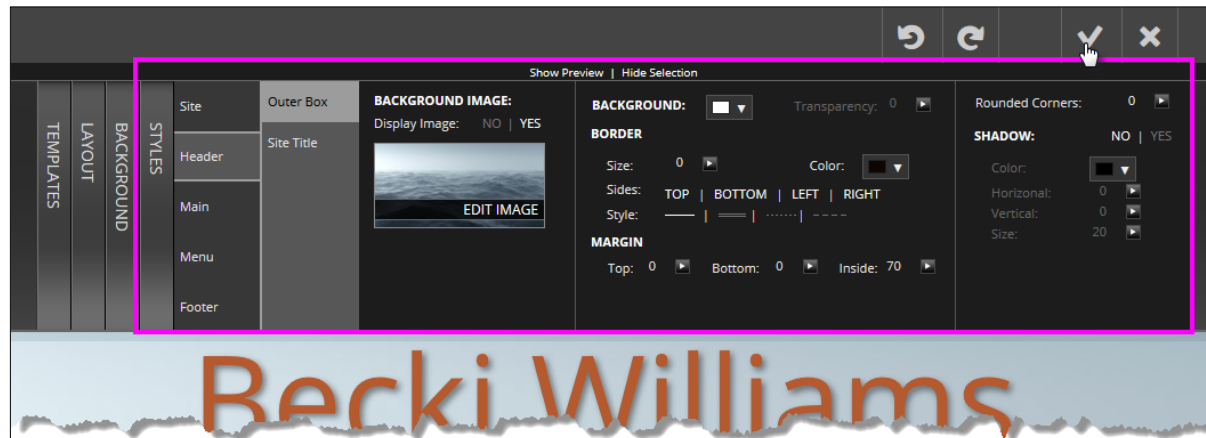 Show Preview | Hide Selection
TEMPLATES
LAYOUT
BACKGROUND
STYLES
Site
Header
Main
Menu
Footer
Outer Box
Site Title
BACKGROUND IMAGE:
Display Image: NO | YES
EDIT IMAGE
BACKGROUND: Transparency: 0
BORDER
Size: 0 Color:
Sides: TOP | BOTTOM | LEFT | RIGHT
Style:
MARGIN
Top: 0 Bottom: 0 Inside: 70
Rounded Corners: 0
SHADOW: NO | YES
Color:
Horizonal: 0
Vertical: 0
Size: 20
Becki Williams